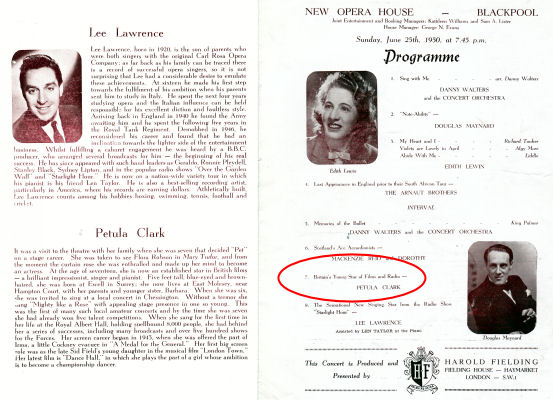 Lee Lawrence
Lee Lawrence, born in 1920, is the son of parents who
were both singers with the original Carl Rosa Opera
Company; as far back as his family can be traced there
is a record of successful opera singers, so it is not
surprising that Lee had a considerable desire to emulate
these achievements. At sixteen he made his first step
towards the fulfilment of his ambition when his parents
sent him to study in Italy. He spent the next four years
studying opera and the Italian influence can be held
responsible for his excellent diction and faultless style.
Arriving back in England in 1940 he found the Army
awaiting him and he spent the following five years in
the Royal Tank Regiment. Demobbed in 1946, he
reconsidered his career and found that he had an
inclination towards the lighter side of the entertainment
business. Whilst fulfilling a cabaret engagement he was heard by a B.B.C.
producer, who arranged several broadcasts for him — the beginning of his real
success. He has since appeared with such band leaders as Geraldo, Ronnie Pleydell,
Stanley Black, Sydney Lipton, and in the popular radio shows "Over the Garden
Wall" and "Starlight Hour." He is now on a nation-wide variety tour in which
his pianist is his friend Len Taylor. He is also a best-selling recording artist,
particularly in America, where his records are earning dollars. Athletically built,
Lee Lawrence counts among his hobbies boxing, swimming, tennis, football and
cricket.
Petula Clark
It was a visit to the theatre with her father when she was seven that decided "Pet"
on a stage career. She was taken to see Flora Robson in Mary Tudor, and from
the moment the curtain rose she was enthralled and made up her mind to become
an actress. At the age of seventeen, she is now an established star in British films
— a brilliant impressionist, singer and pianist. Five feet tall, blue-eyed and brown-
haired, she was born at Ewell in Surrey; she now lives at East Molesey, near
Hampton Court, with her parents and younger sister, Barbara. When she was six,
she was inviting to sing at a local concert in Chessington. Without a tremor she
sang "Mighty like a Rose" with appealing stage presence in one so young. This
was the first of many such local amateur concerts and by the time she was seven
she had already won five talent competitions. When she sang for the first time in
her life at the Royal Albert Hall, holding spellbound 8,000 people, she had behind
her a series of successes, including many broadcasts and over five hundred shows
for the Forces. Her screen career began in 1943, when she was offered the part of
Irma, a little Cockney evacuee in "A Medal for the General." Her first big screen
role was as the late Sid Field's young daughter in the musical film "London Town."
Her latest film is "Dance Hall," in which she plays the part of a girl whose ambition
is to become a championship dancer.
NEW OPERA HOUSE — BLACKPOOL
Joint Entertainment and Booking Managers: Kathleen Williams and Sam A. Lister
House Manager: George N. Evans
Sunday, June 25th, 1950, at 7.45 p.m.
Programme
1. Sing with Me arr. Danny Walters
DANNY WALTERS
and the CONCERT ORCHESTRA
2. "Note-Ability"
DOUGLAS MAYNARD
3. My Heart and I Richard Tauber
Violets are Lovely in April
Abide With Me Liddle
EDITH LEWIN
Edith Lewin
4. Last Appearance in England prior to their South African Tour —
THE ARNAUT BROTHERS
INTERVAL
5. Memories of the Ballet King Palmer
DANNY WALTERS and the CONCERT ORCHESTRA
6. Scotland's Ace Accordionists —
MACKENZIE REID and DOROTHY
7. Britain's Young Star of Films and Radio —
PETULA CLARK
8. The Sensational New Singing Star from the Radio Show
"Starlight Hour" —
LEE LAWRENCE
Assisted by LEN TAYLOR at the Piano
Douglas Maynard
This Concert is Produced and
Presented by
HF
HAROLD FIELDING
FIELDING HOUSE - HAYMARKET
LONDON - S.W.1